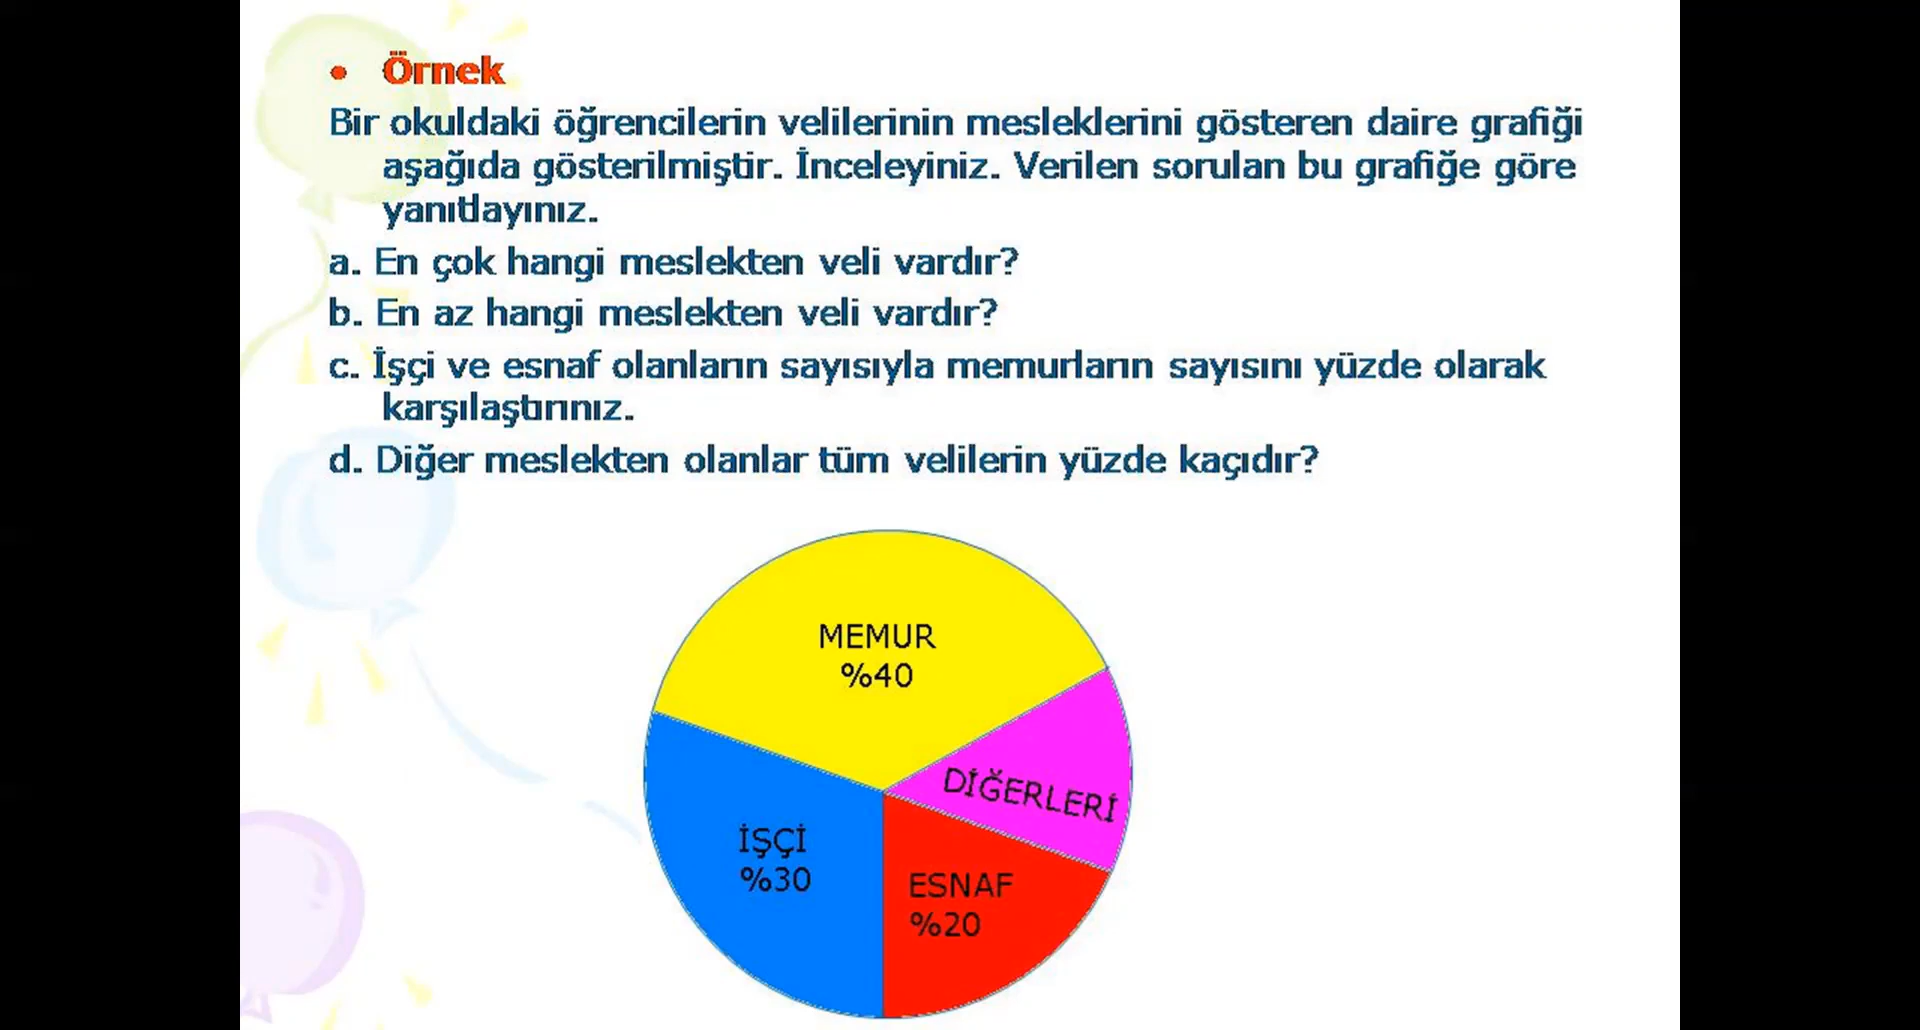 • Örnek
Bir okuldaki öğrencilerin velilerinin mesleklerini gösteren daire grafiği
aşağıda gösterilmiştir. İnceleyiniz. Verilen sorulan bu grafiğe göre
yanıtlayınız.
a. En çok hangi meslekten veli vardır?
b. En az hangi meslekten veli vardır?
c. İşçi ve esnaf olanların sayısıyla memurların sayısını yüzde olarak
karşılaştırınız.
d. Diğer meslekten olanlar tüm velilerin yüzde kaçıdır?
MEMUR
%40
DİĞERLERİ
İŞÇİ
%30
ESNAF
%20